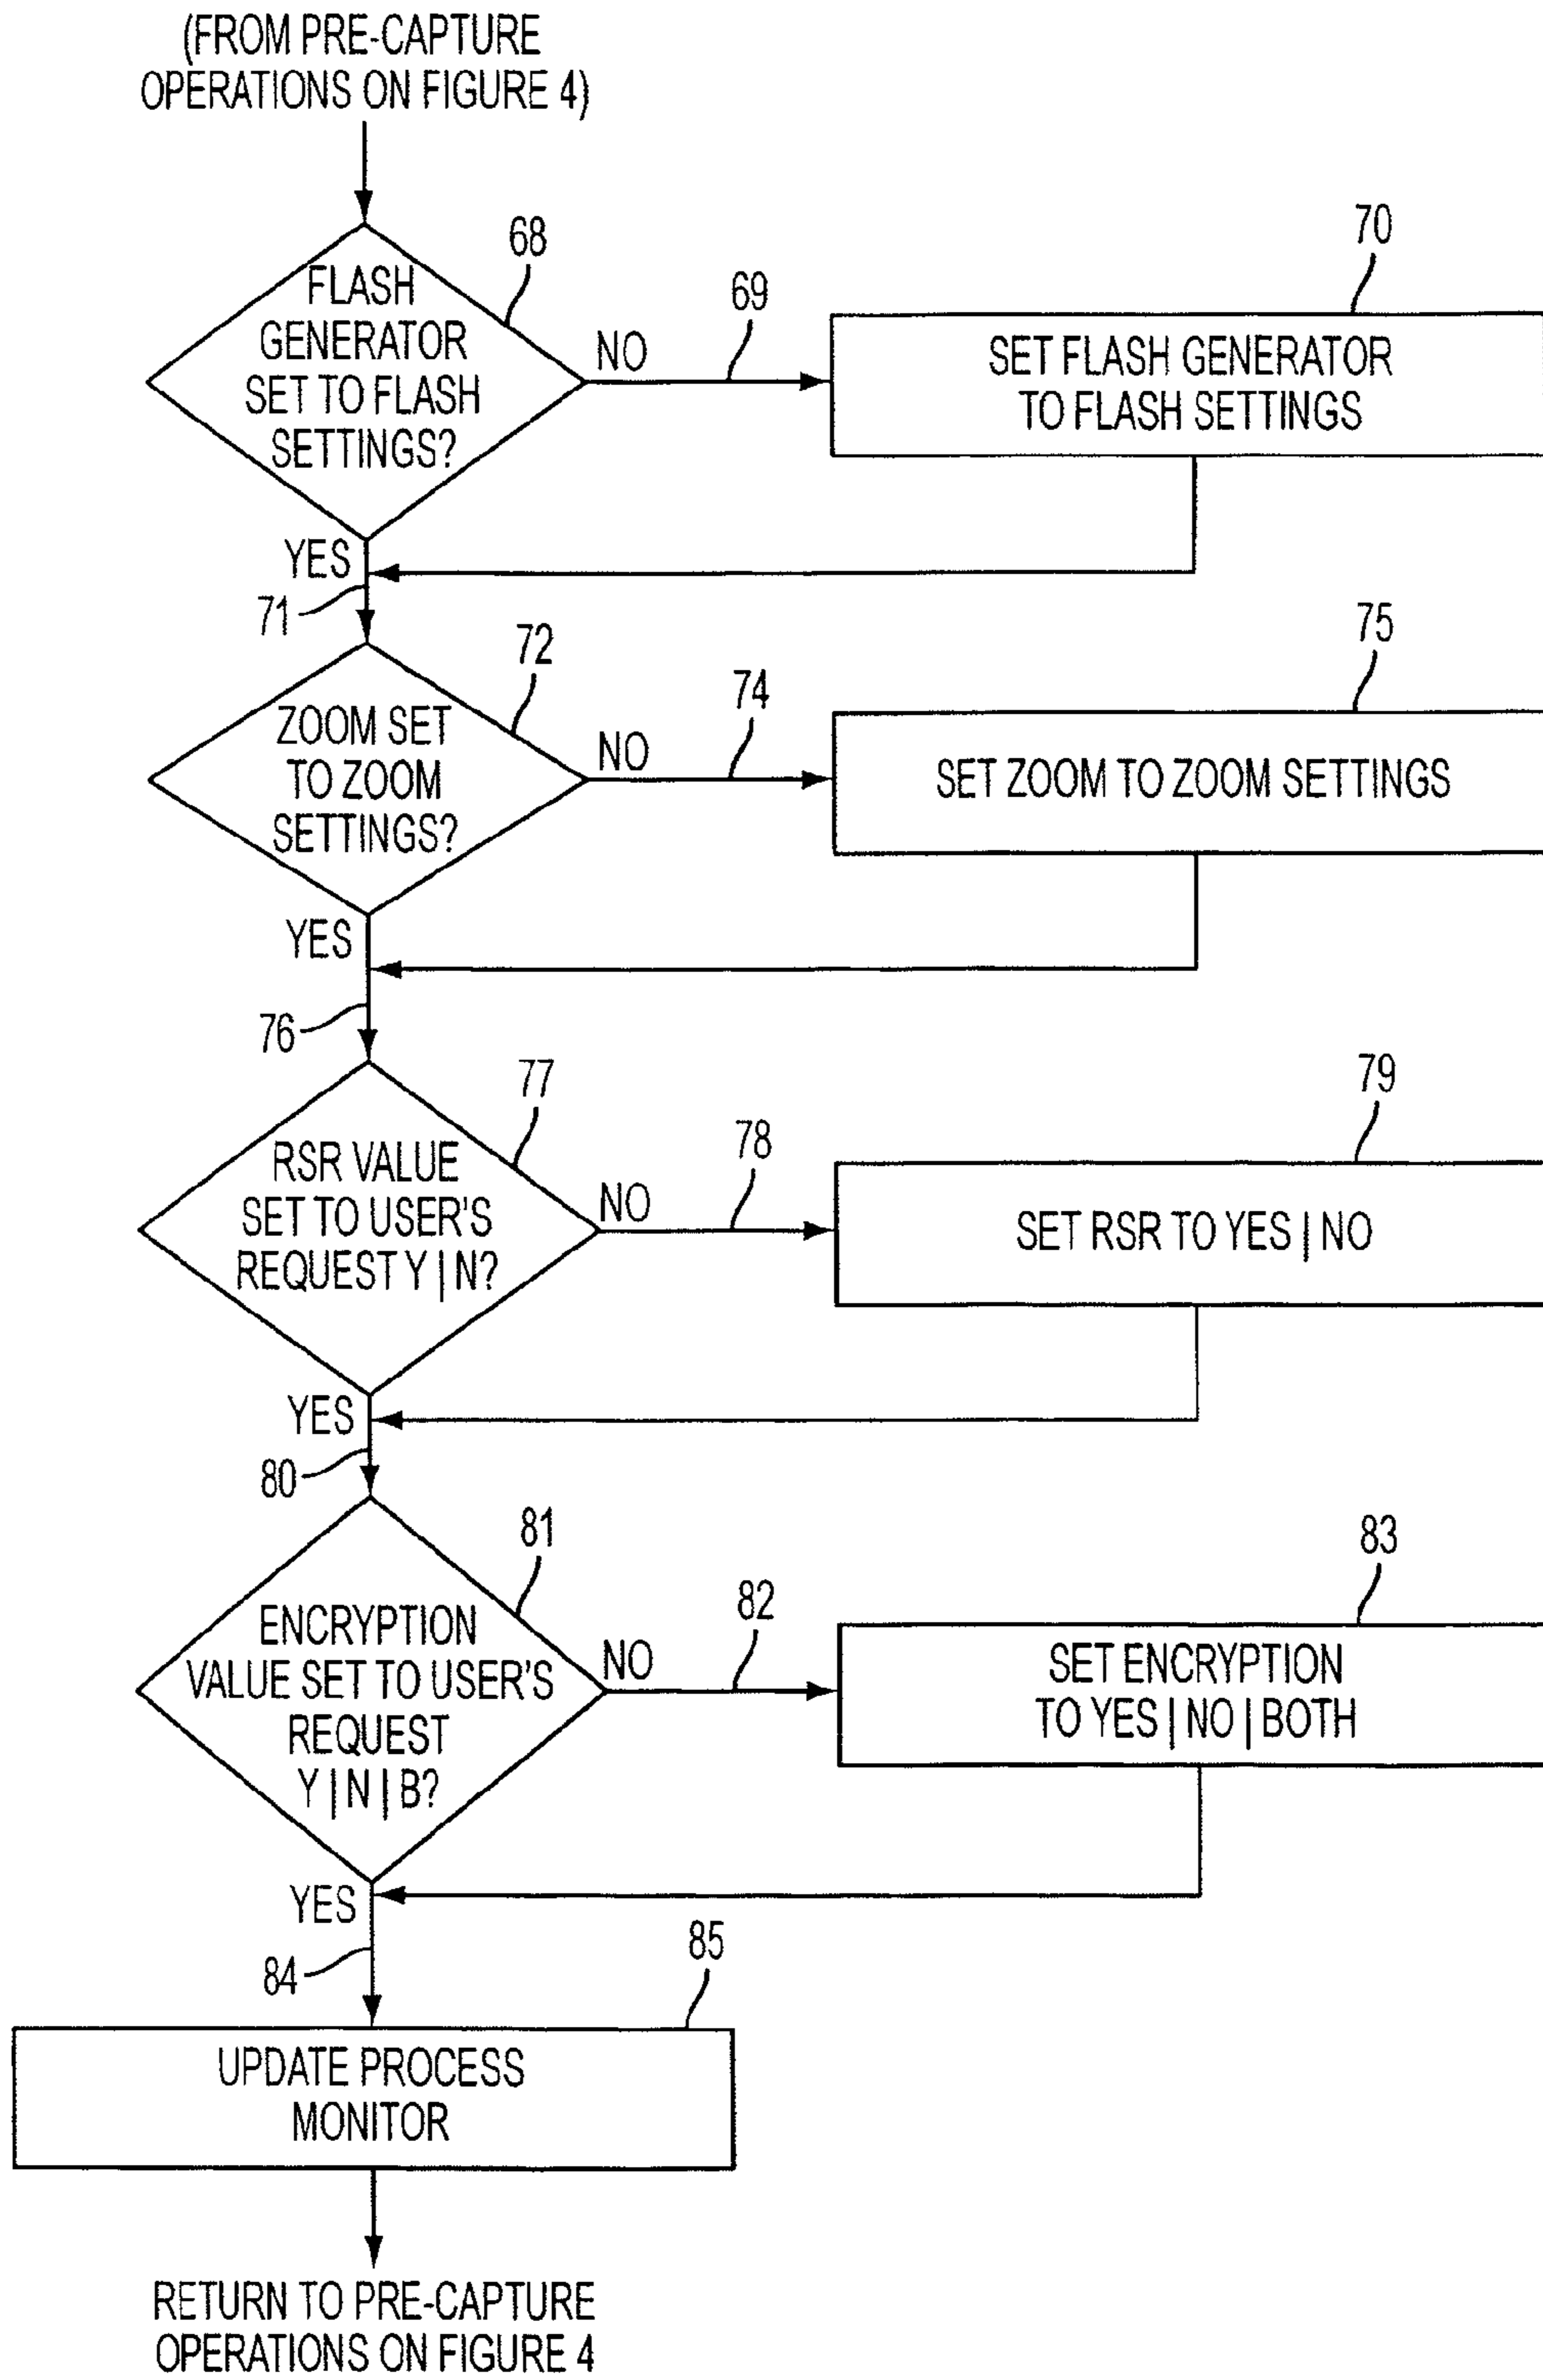 (FROM PRE-CAPTURE
OPERATIONS ON FIGURE 4)
68
FLASH
GENERATOR
SET TO FLASH
SETTINGS?
NO
69
70
SET FLASH GENERATOR
TO FLASH SETTINGS
YES
71
72
ZOOM SET
TO ZOOM
SETTINGS?
NO
74
75
SET ZOOM TO ZOOM SETTINGS
YES
76
77
RSR VALUE
SET TO USER'S
REQUEST Y | N?
NO
78
79
SET RSR TO YES | NO
YES
80
81
ENCRYPTION
VALUE SET TO USER'S
REQUEST
Y | N | B?
NO
82
83
SET ENCRYPTION
TO YES | NO | BOTH
YES
84
85
UPDATE PROCESS
MONITOR
RETURN TO PRE-CAPTURE
OPERATIONS ON FIGURE 4